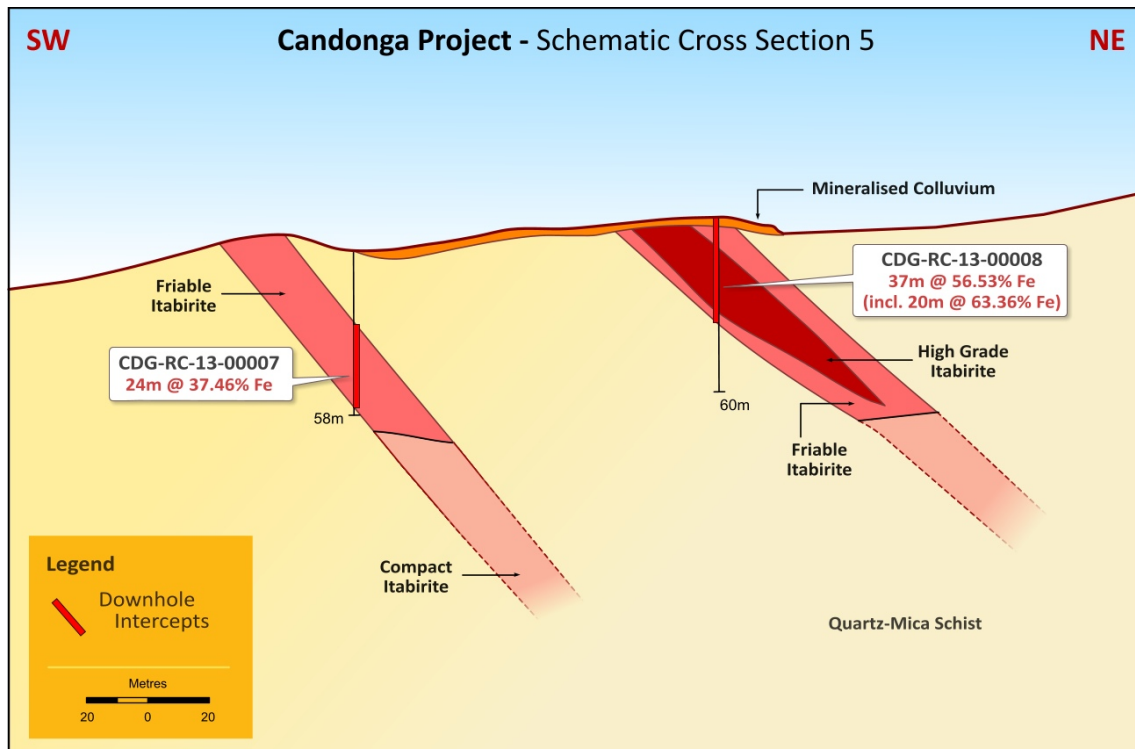 SW
Candonga Project - Schematic Cross Section 5
NE
Mineralised Colluvium
CDG-RC-13-00008
37m @ 56.53% Fe
(incl. 20m @ 63.36% Fe)
Friable
Itabirite
CDG-RC-13-00007
24m @ 37.46% Fe
High Grade
Itabirite
58m
60m
Friable
Itabirite
Compact
Itabirite
Quartz-Mica Schist
Legend
Downhole
Intercepts
Metres
20 0 20